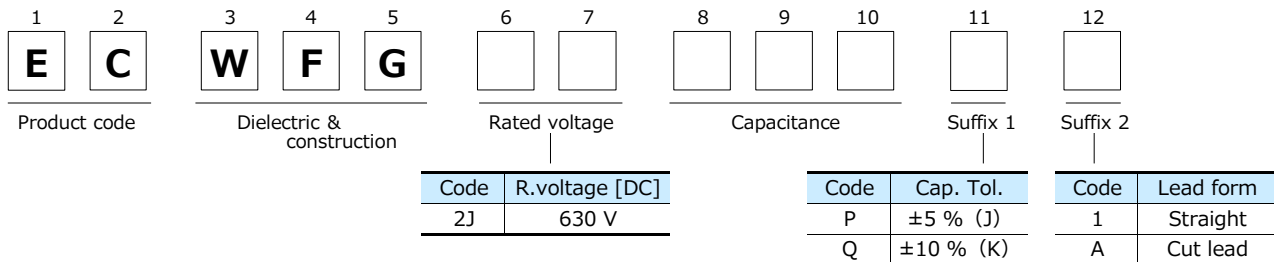 1 2 3 4 5 6 7 8 9 10 11 12
E C W F G
Product code Dielectric & construction Rated voltage Capacitance Suffix 1 Suffix 2
Code R.voltage [DC] Code Cap. Tol. Code Lead form
2J 630 V P ±5 % (J) 1 Straight
Q ±10 % (K) A Cut lead